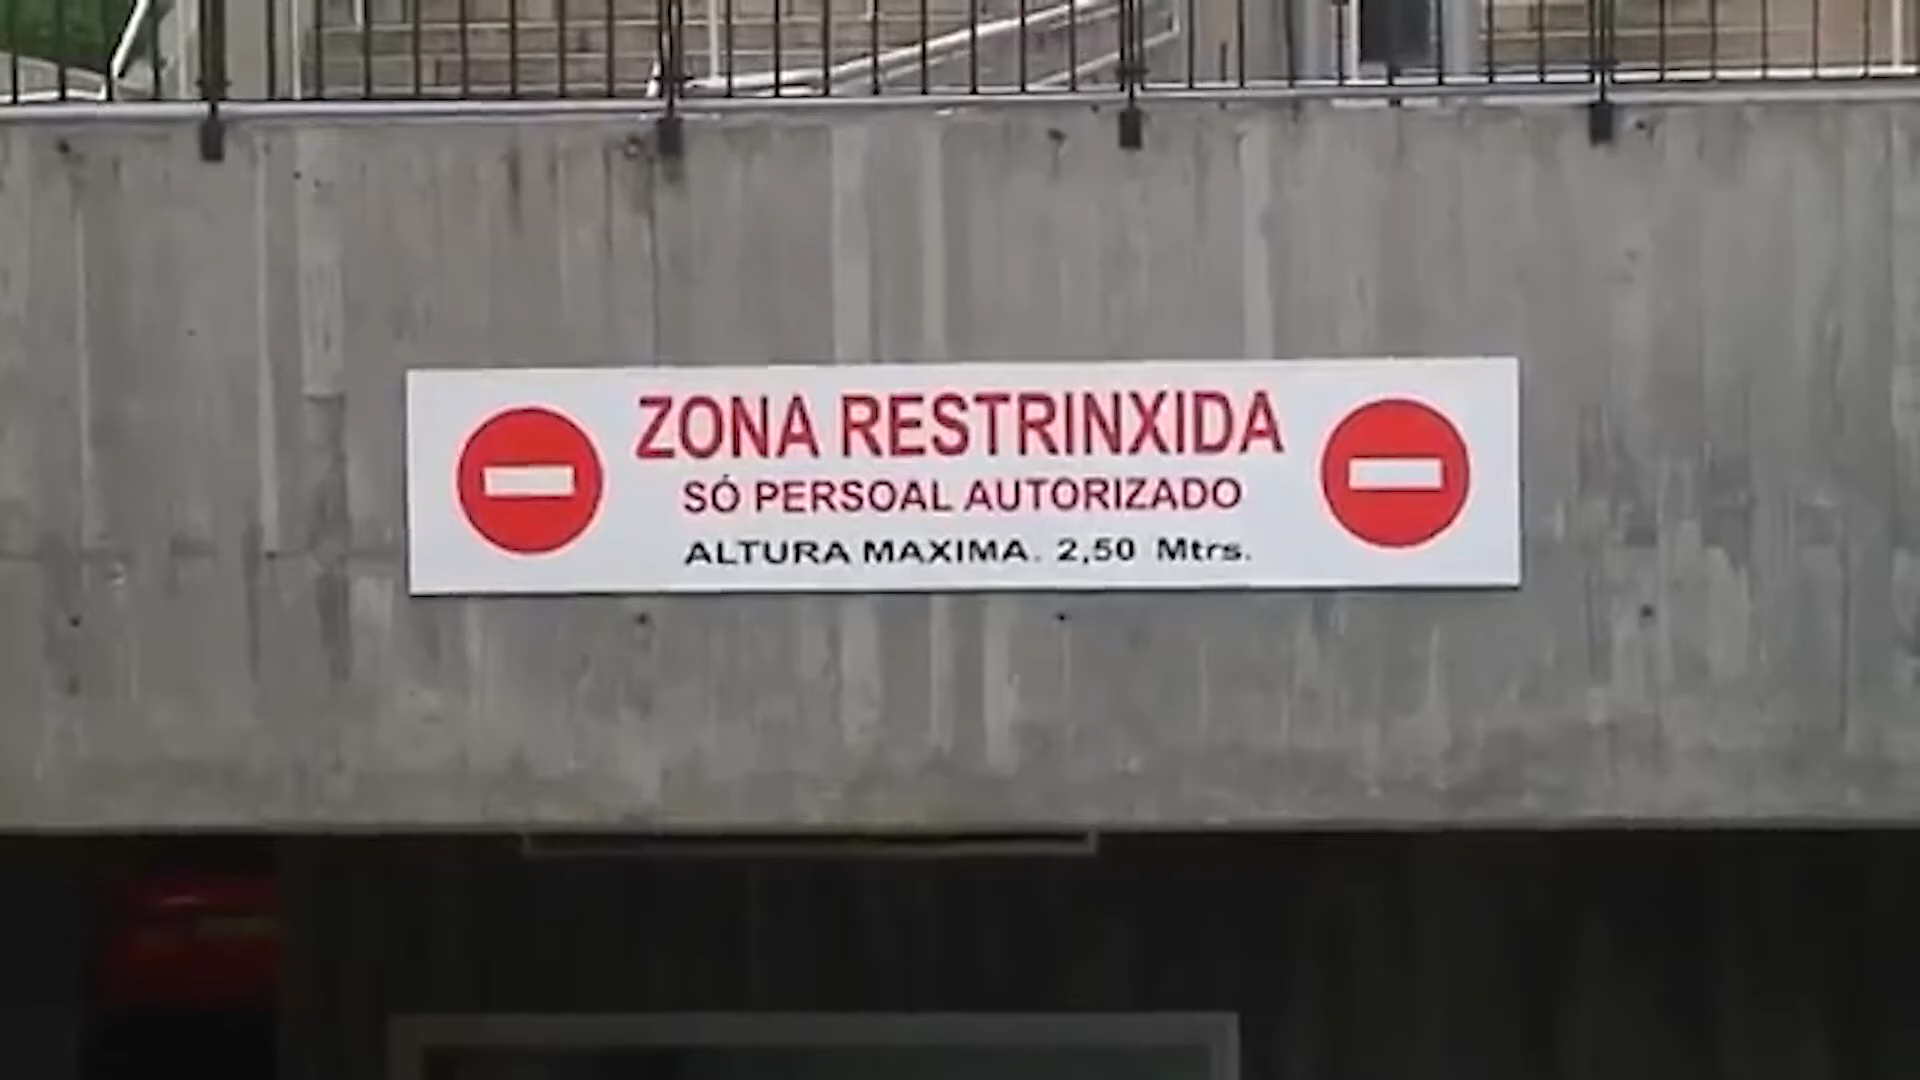 ZONA RESTRINXIDA
SÓ PERSOAL AUTORIZADO
ALTURA MAXIMA. 2,50 Mtrs.